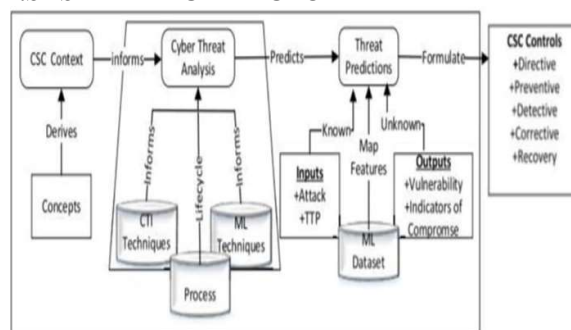 CSC Context
informs
Cyber Threat
Analysis
Predicts
Threat
Predictions
Formulate
CSC Controls
+Directive
+Preventive
+Detective
+Corrective
+Recovery
Derives
Concepts
Informs
Lifecycle
Informs
CTI
Techniques
ML
Techniques
Process
Known
Map
Features
Unknown
Inputs
+Attack
+TTP
Outputs
+Vulnerability
+Indicators of
Compromse
ML
Dataset